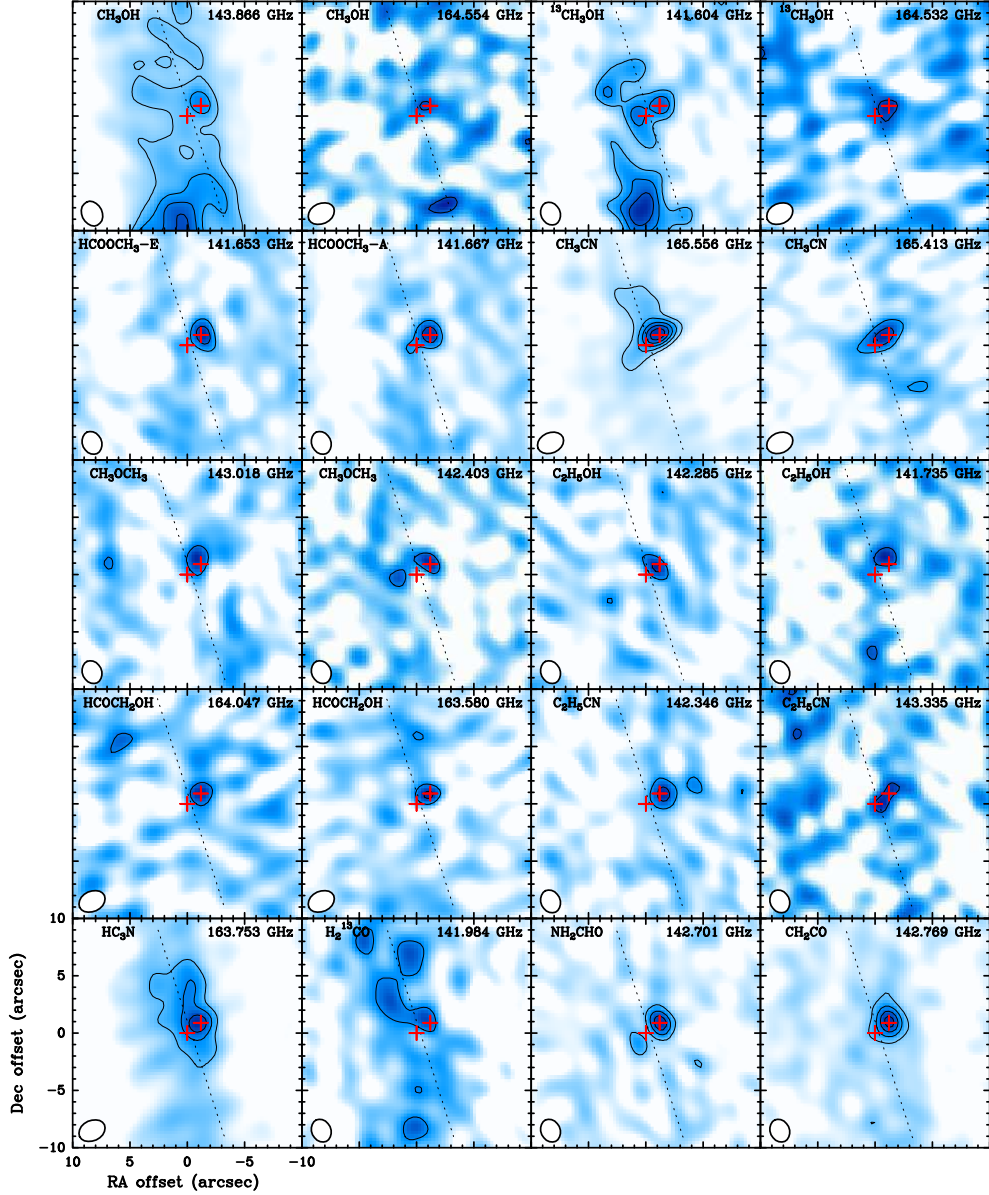 CH₃OH 143.866 GHz
CH₃OH 164.554 GHz
¹³CH₃OH 141.604 GHz
¹³CH₃OH 164.532 GHz
HCOOCH₃−E 141.653 GHz
HCOOCH₃−A 141.667 GHz
CH₃CN 165.556 GHz
CH₃CN 165.413 GHz
CH₃OCH₃ 143.018 GHz
CH₃OCH₃ 142.403 GHz
C₂H₅OH 142.285 GHz
C₂H₅OH 141.735 GHz
HCOCH₂OH 164.047 GHz
HCOCH₂OH 163.580 GHz
C₂H₅CN 142.346 GHz
C₂H₅CN 143.335 GHz
HC₃N 163.753 GHz
H₂¹³CO 141.984 GHz
NH₂CHO 142.701 GHz
CH₂CO 142.769 GHz
10
5
0
−5
−10
Dec offset (arcsec)
10 5 0 −5 −10
RA offset (arcsec)